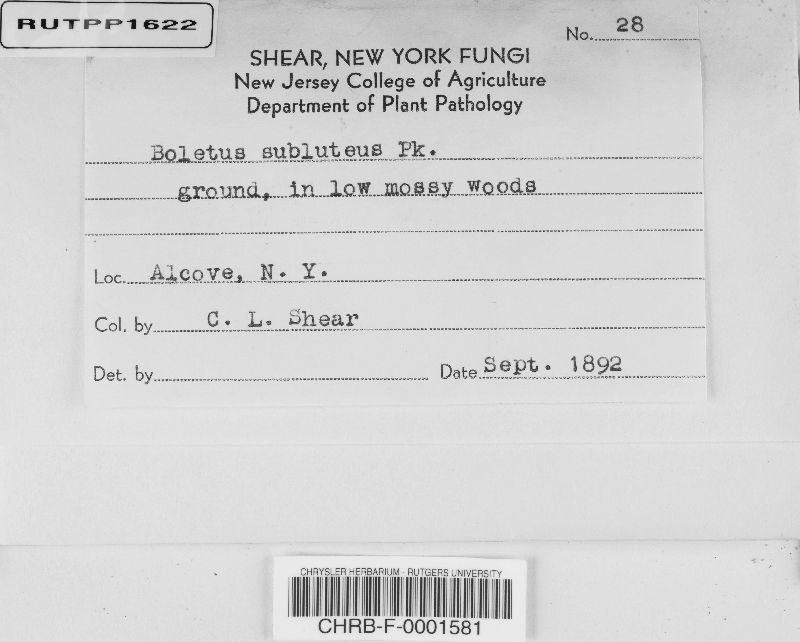 RUTPP1622
No. 28
SHEAR, NEW YORK FUNGI
New Jersey College of Agriculture
Department of Plant Pathology
Boletus subluteus Pk.
ground, in low mossy woods
Loc. Alcove, N. Y.
Col. by C. L. Shear
Det. by
Date Sept. 1892
CHRYSLER HERBARIUM - RUTGERS UNIVERSITY
CHRB-F-0001581